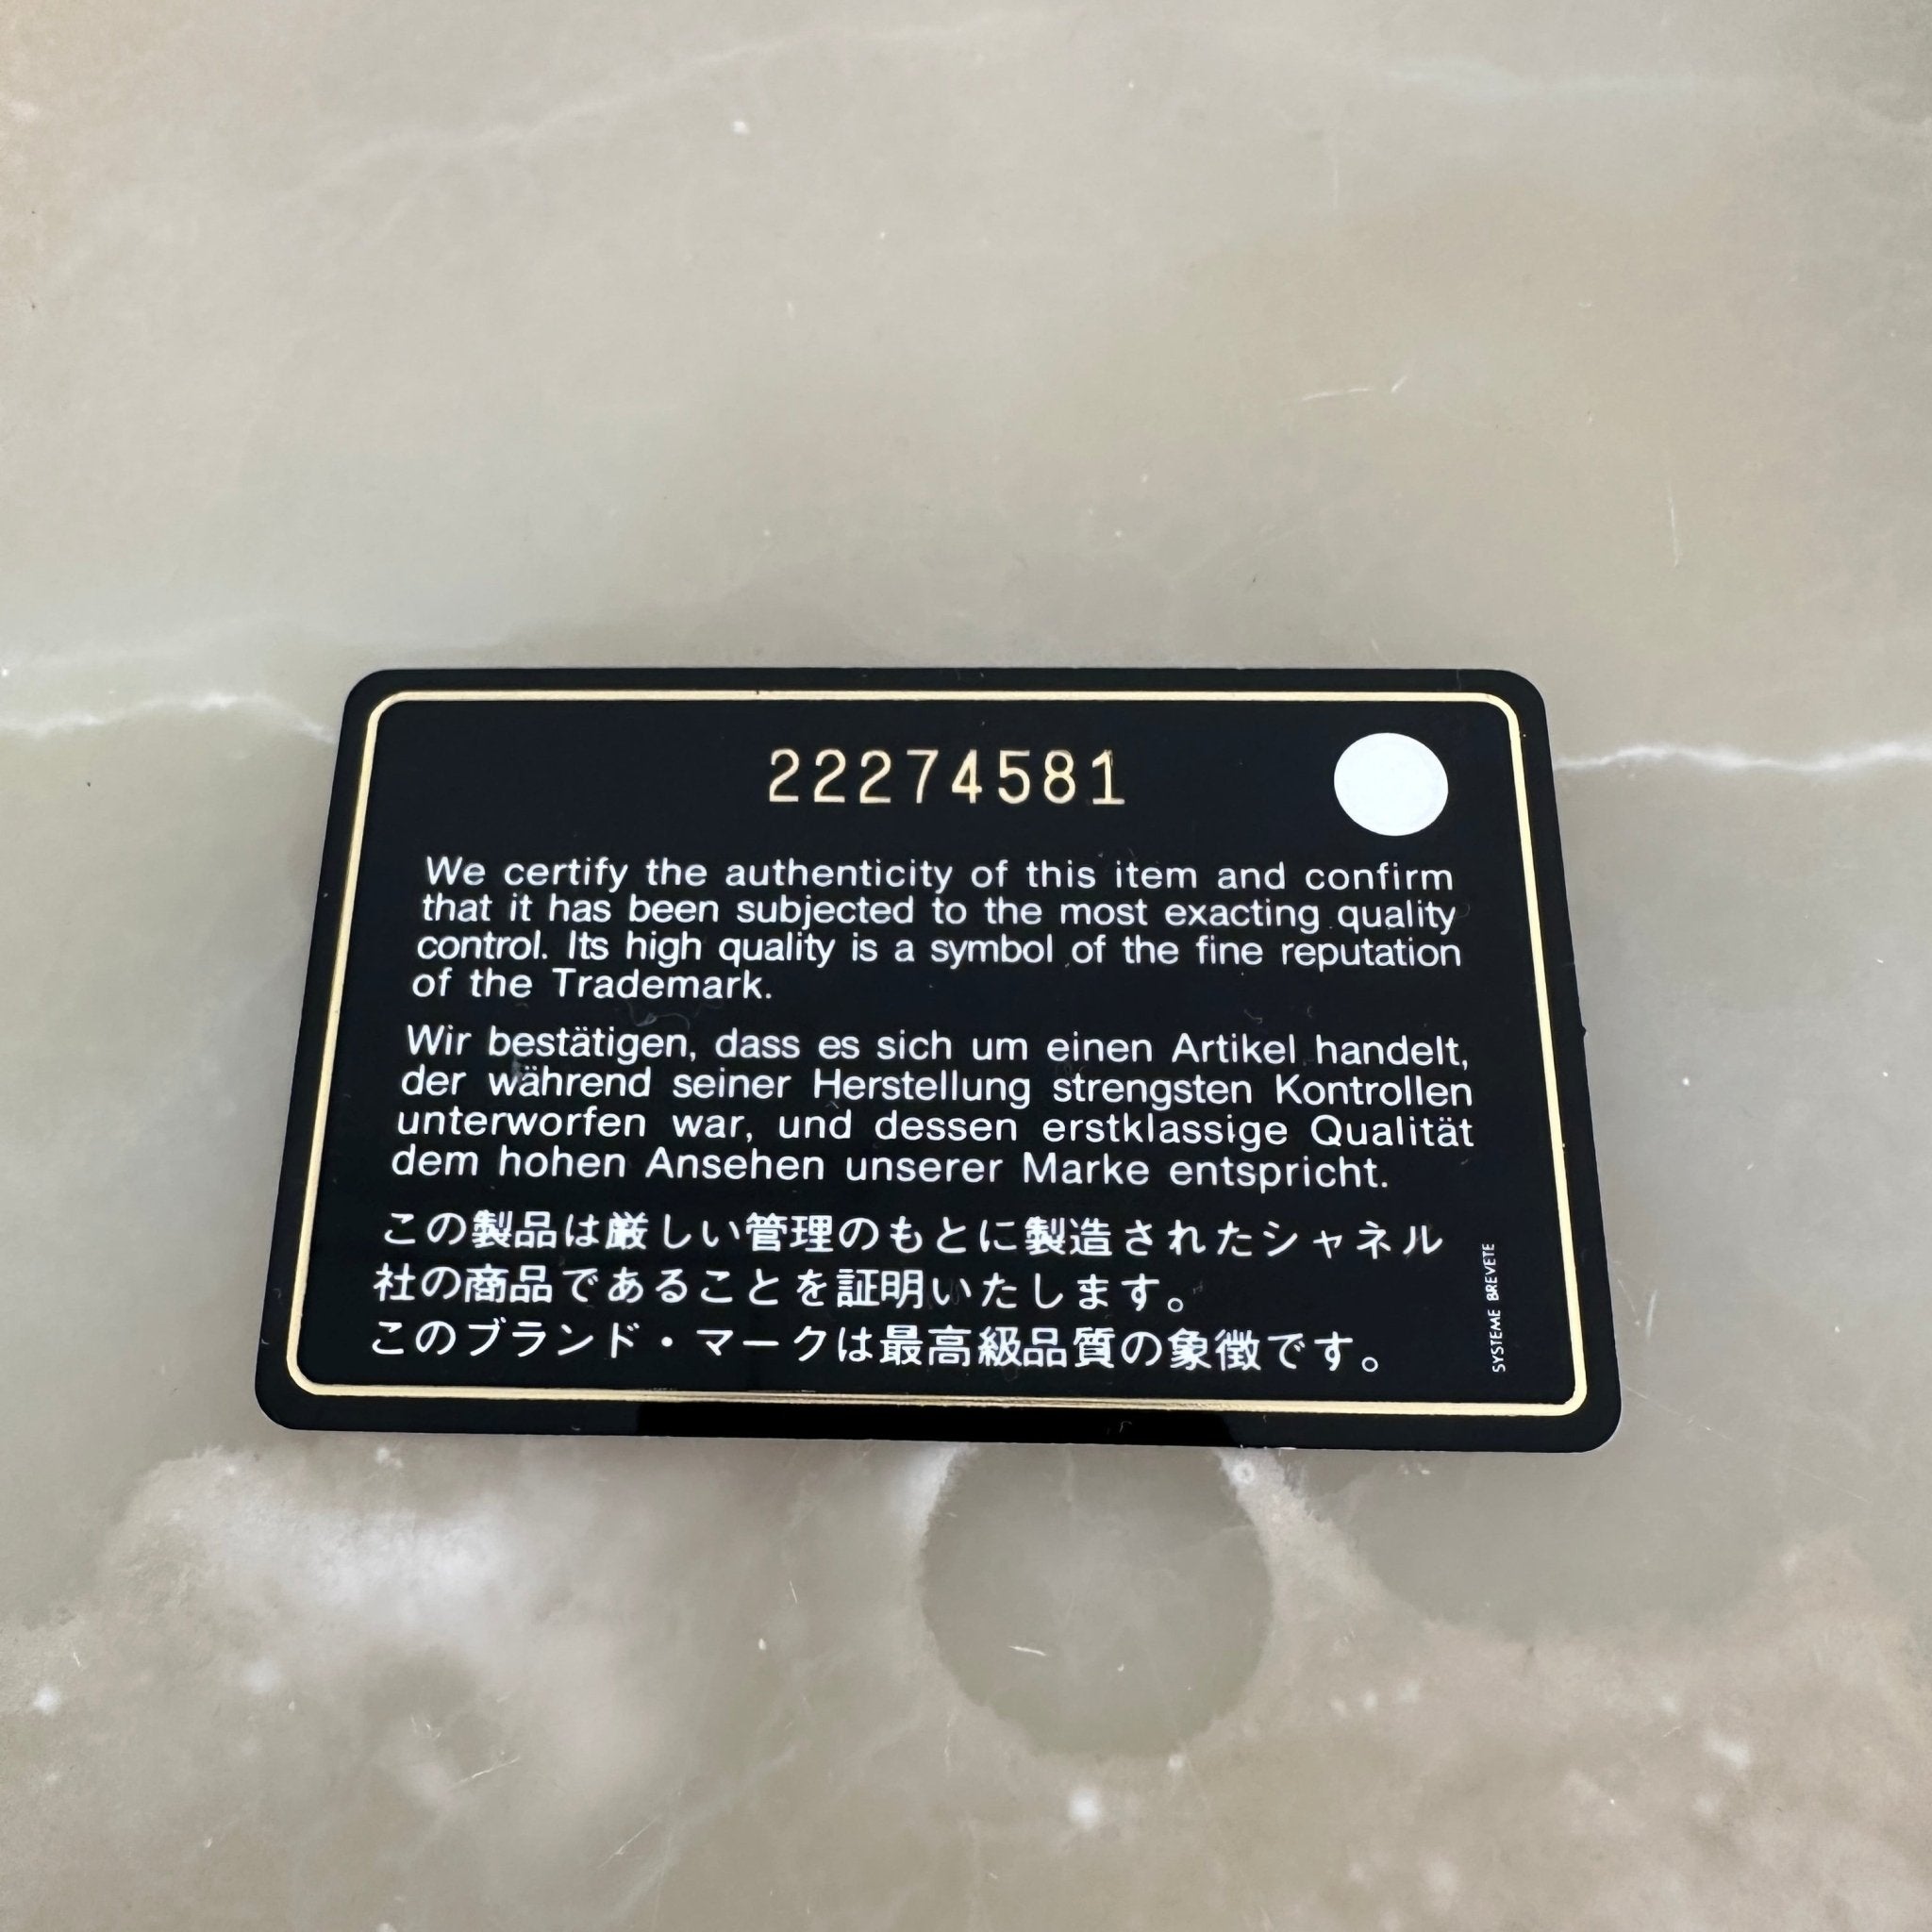 22274581
We certify the authenticity of this item and confirm
that it has been subjected to the most exacting quality
control. Its high quality is a symbol of the fine reputation
of the Trademark.
Wir bestätigen, dass es sich um einen Artikel handelt,
der während seiner Herstellung strengsten Kontrollen
unterworfen war, und dessen erstklassige Qualität
dem hohen Ansehen unserer Marke entspricht.
この製品は厳しい管理のもとに製造されたシャネル
社の商品であることを証明いたします。
このブランド・マークは最高級品質の象徴です。
SYSTEME BREVETE